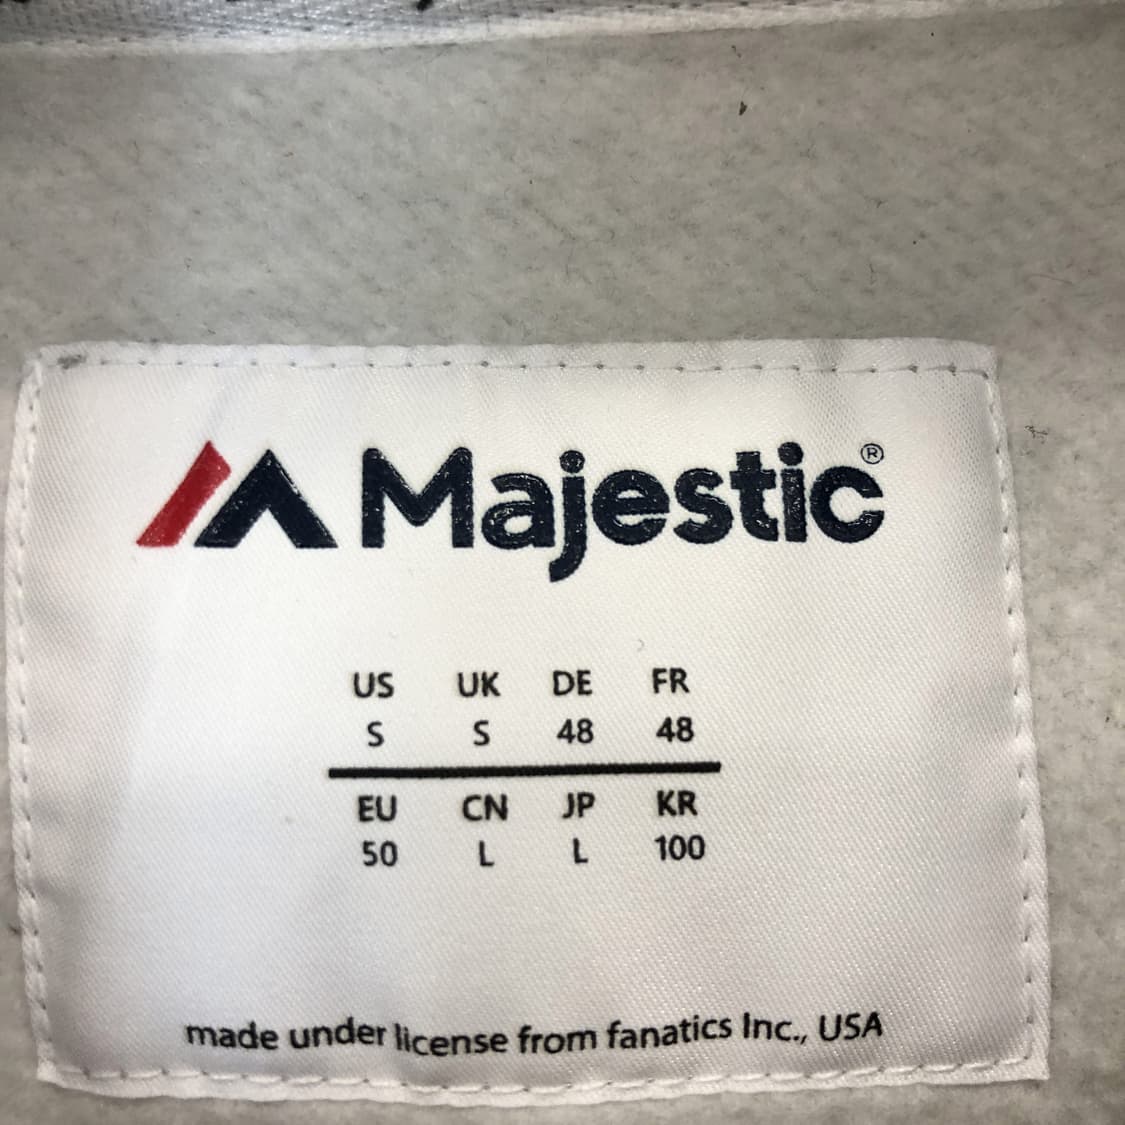 Majestic®
US UK DE FR
S S 48 48
EU CN JP KR
50 L L 100
made under license from fanatics Inc., USA